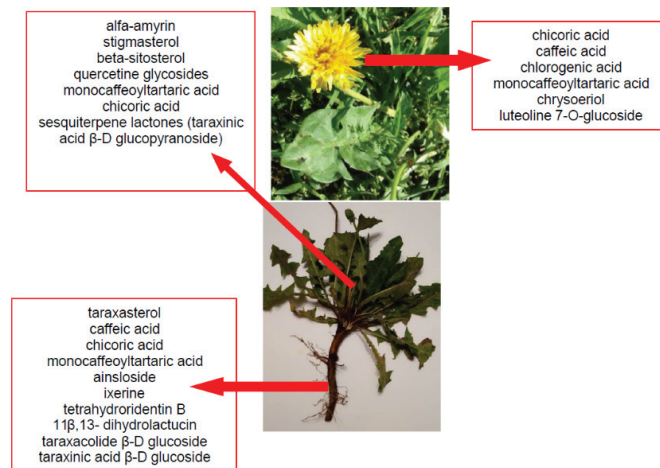 alfa-amyrin
stigmasterol
beta-sitosterol
quercetine glycosides
monocaffeoyltartaric acid
chicoric acid
sesquiterpene lactones (taraxinic
acid β-D glucopyranoside)
chicoric acid
caffeic acid
chlorogenic acid
monocaffeoyltartaric acid
chrysoeriol
luteoline 7-O-glucoside
taraxasterol
caffeic acid
chicoric acid
monocaffeoyltartaric acid
ainsloside
ixerine
tetrahydroridentin B
11β,13- dihydrolactucin
taraxacolide β-D glucoside
taraxinic acid β-D glucoside